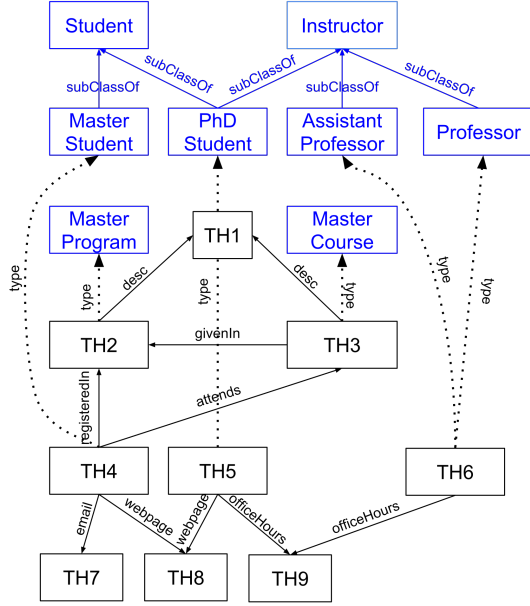 Student
Instructor
subClassOf
subClassOf
subClassOf
subClassOf
subClassOf
Master
Student
PhD
Student
Assistant
Professor
Professor
Master
Program
TH1
Master
Course
type
desc
desc
type
type
type
type
type
TH2
givenIn
TH3
registeredIn
attends
TH4
TH5
TH6
email
webpage
webpage
officeHours
officeHours
TH7
TH8
TH9